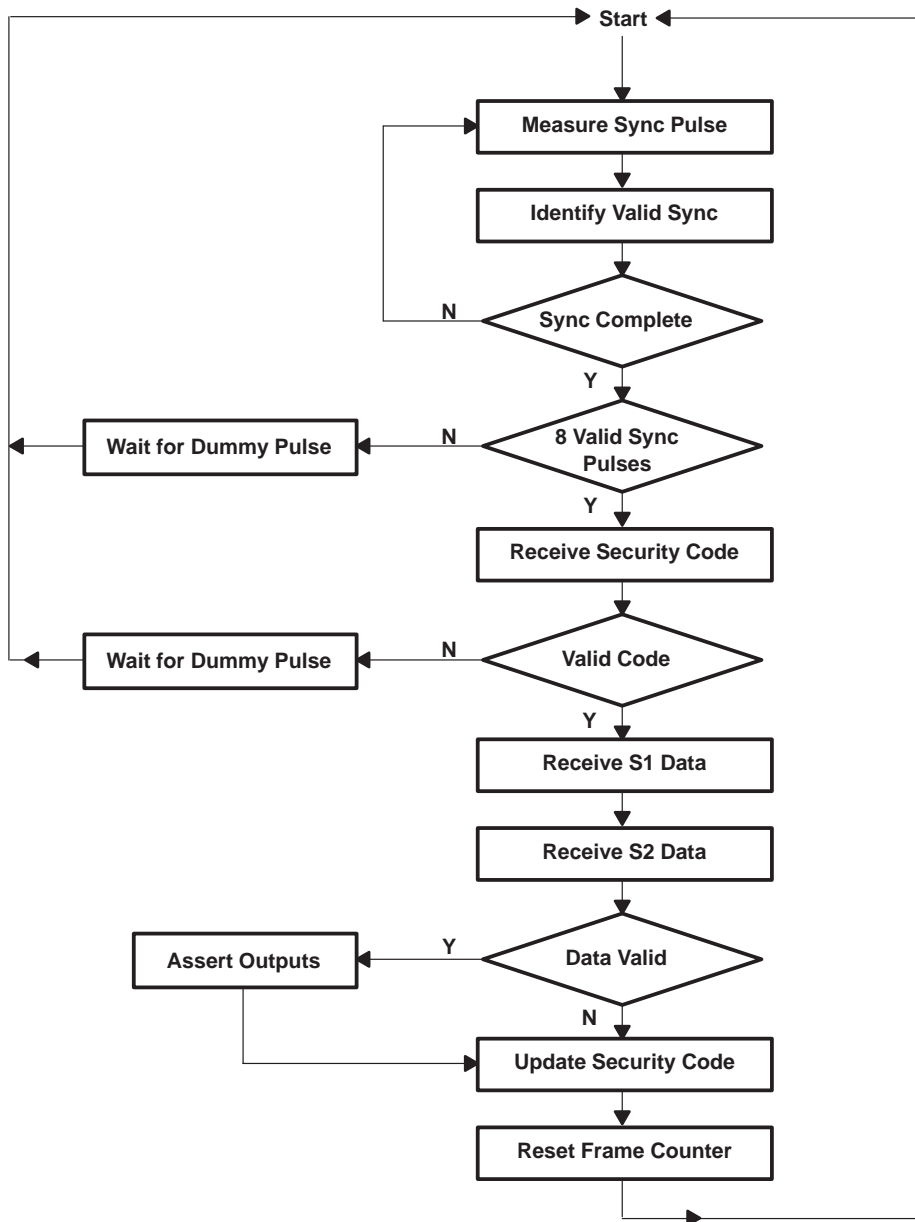 Start
Measure Sync Pulse
Identify Valid Sync
N
Sync Complete
Y
Wait for Dummy Pulse
N
8 Valid Sync
Pulses
Y
Receive Security Code
Wait for Dummy Pulse
N
Valid Code
Y
Receive S1 Data
Receive S2 Data
Assert Outputs
Y
Data Valid
N
Update Security Code
Reset Frame Counter